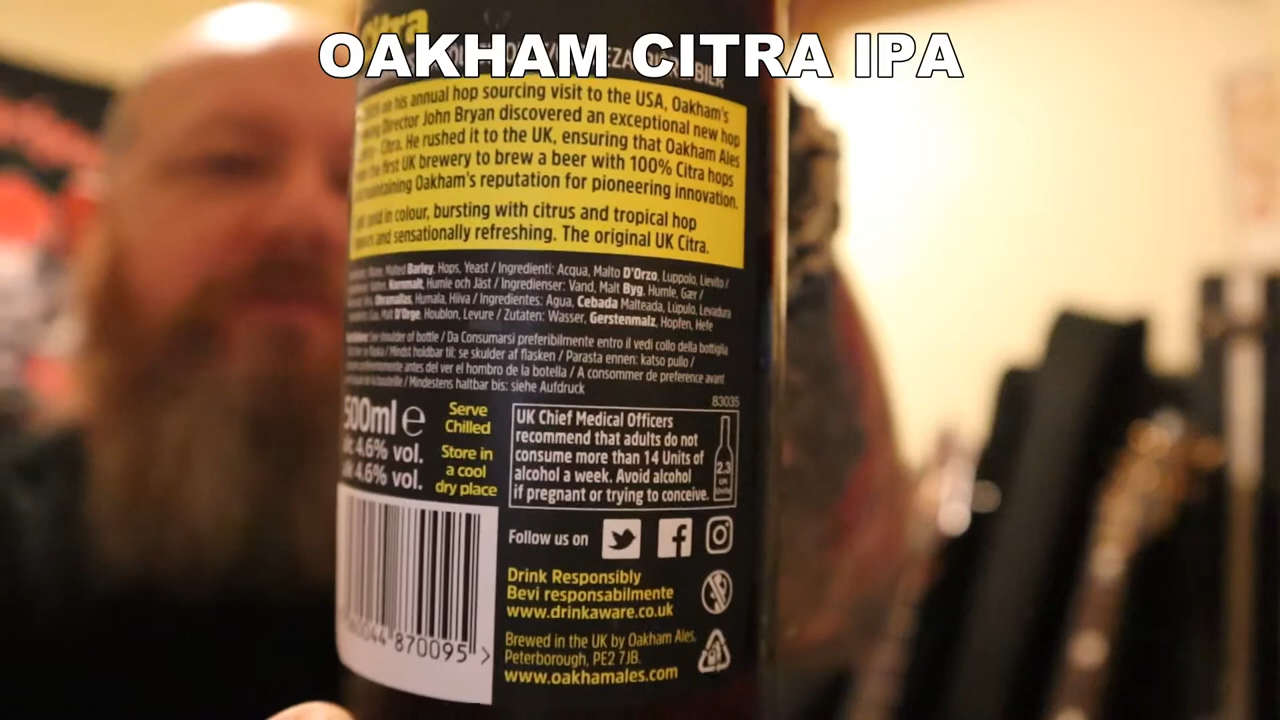 OAKHAM CITRA IPA
Citra
on his annual hop sourcing visit to the USA, Oakham's
Director John Bryan discovered an exceptional new hop
Citra. He rushed it to the UK, ensuring that Oakham Ales
first UK brewery to brew a beer with 100% Citra hops
maintaining Oakham's reputation for pioneering innovation.
in colour, bursting with citrus and tropical hop
and sensationally refreshing. The original UK Citra.
Malted Barley, Hops, Yeast / Ingredienti: Acqua, Malto D'Orzo, Luppolo, Lievito /
Kornmalt, Humle och Jäst / Ingredienser: Vand, Malt Byg, Humle, Gær /
Ohramallas, Humala, Hiiva / Ingredientes: Agua, Cebada Malteada, Lúpulo, Levadura
Malt D'Orge, Houblon, Levure / Zutaten: Wasser, Gerstenmalz, Hopfen, Hefe
See shoulder of bottle / Da Consumarsi preferibilmente entro il vedi collo della bottiglia
/ Mindst holdbar til: se skulder af flasken / Parasta ennen: katso pullo /
antes del ver el hombro de la botella / A consommer de preference avant
/ Mindestens haltbar bis: siehe Aufdruck
83035
500ml e
4.6% vol.
4.6% vol.
Serve
Chilled
Store in
a cool
dry place
UK Chief Medical Officers
recommend that adults do not
consume more than 14 Units of
alcohol a week. Avoid alcohol
if pregnant or trying to conceive.
2.3
Follow us on
Drink Responsibly
Bevi responsabilmente
www.drinkaware.co.uk
Brewed in the UK by Oakham Ales.
Peterborough, PE2 7JB.
www.oakhamales.com
870095 >